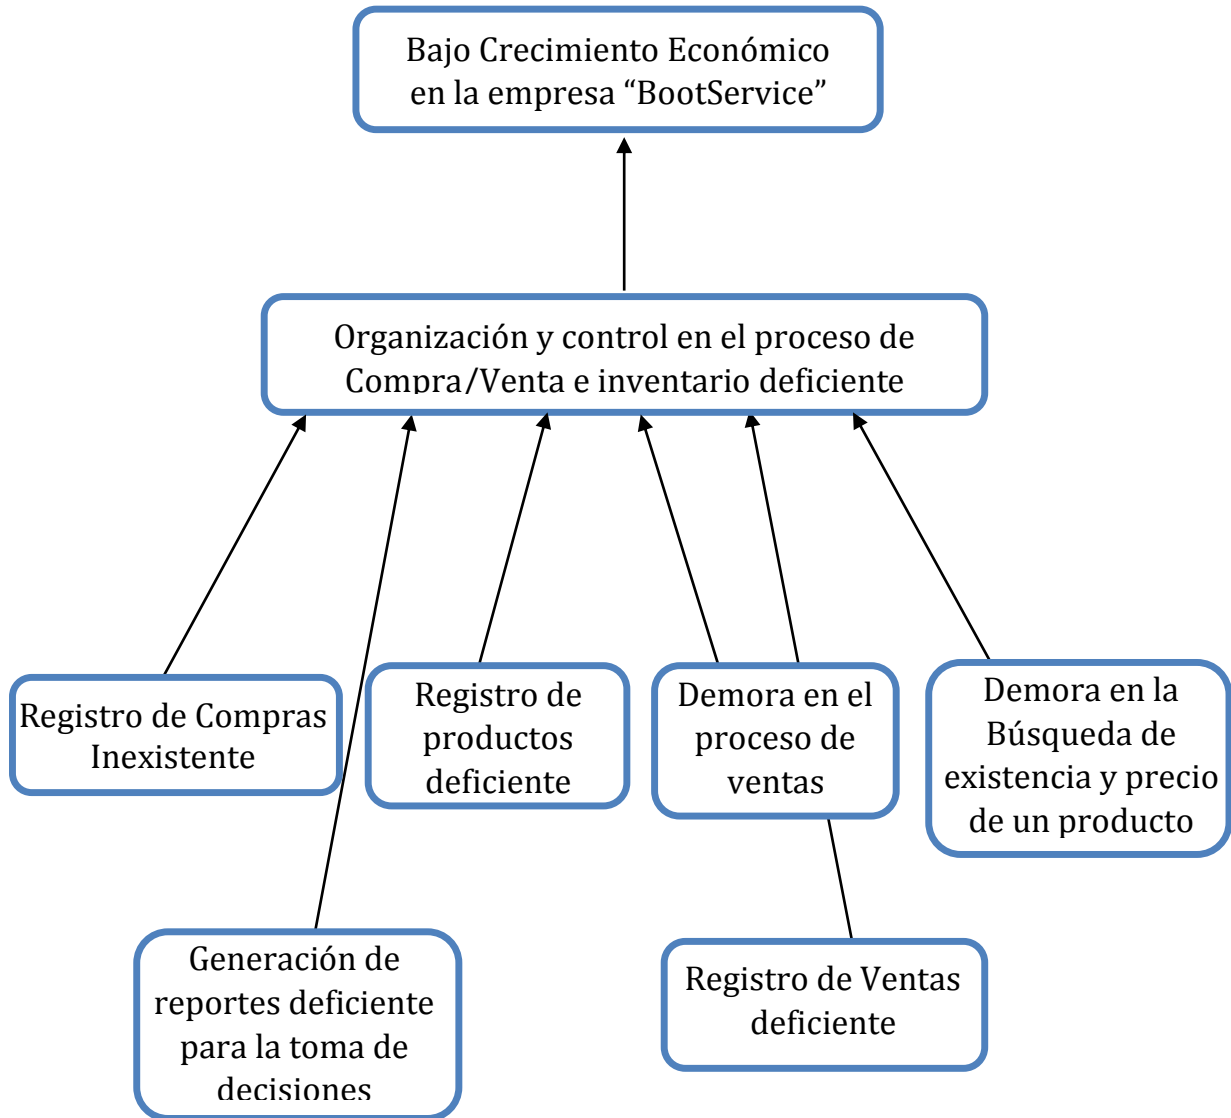 Bajo Crecimiento Económico
en la empresa “BootService”
Organización y control en el proceso de
Compra/Venta e inventario deficiente
Registro de Compras
Inexistente
Registro de
productos
deficiente
Demora en el
proceso de
ventas
Demora en la
Búsqueda de
existencia y precio
de un producto
Generación de
reportes deficiente
para la toma de
decisiones
Registro de Ventas
deficiente